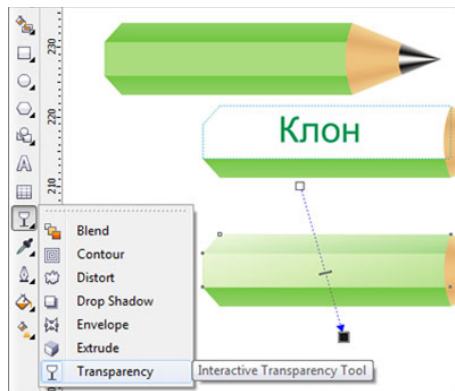 230
220
Клон
210
Blend
Contour
Distort
Drop Shadow
Envelope
Extrude
Transparency
Interactive Transparency Tool